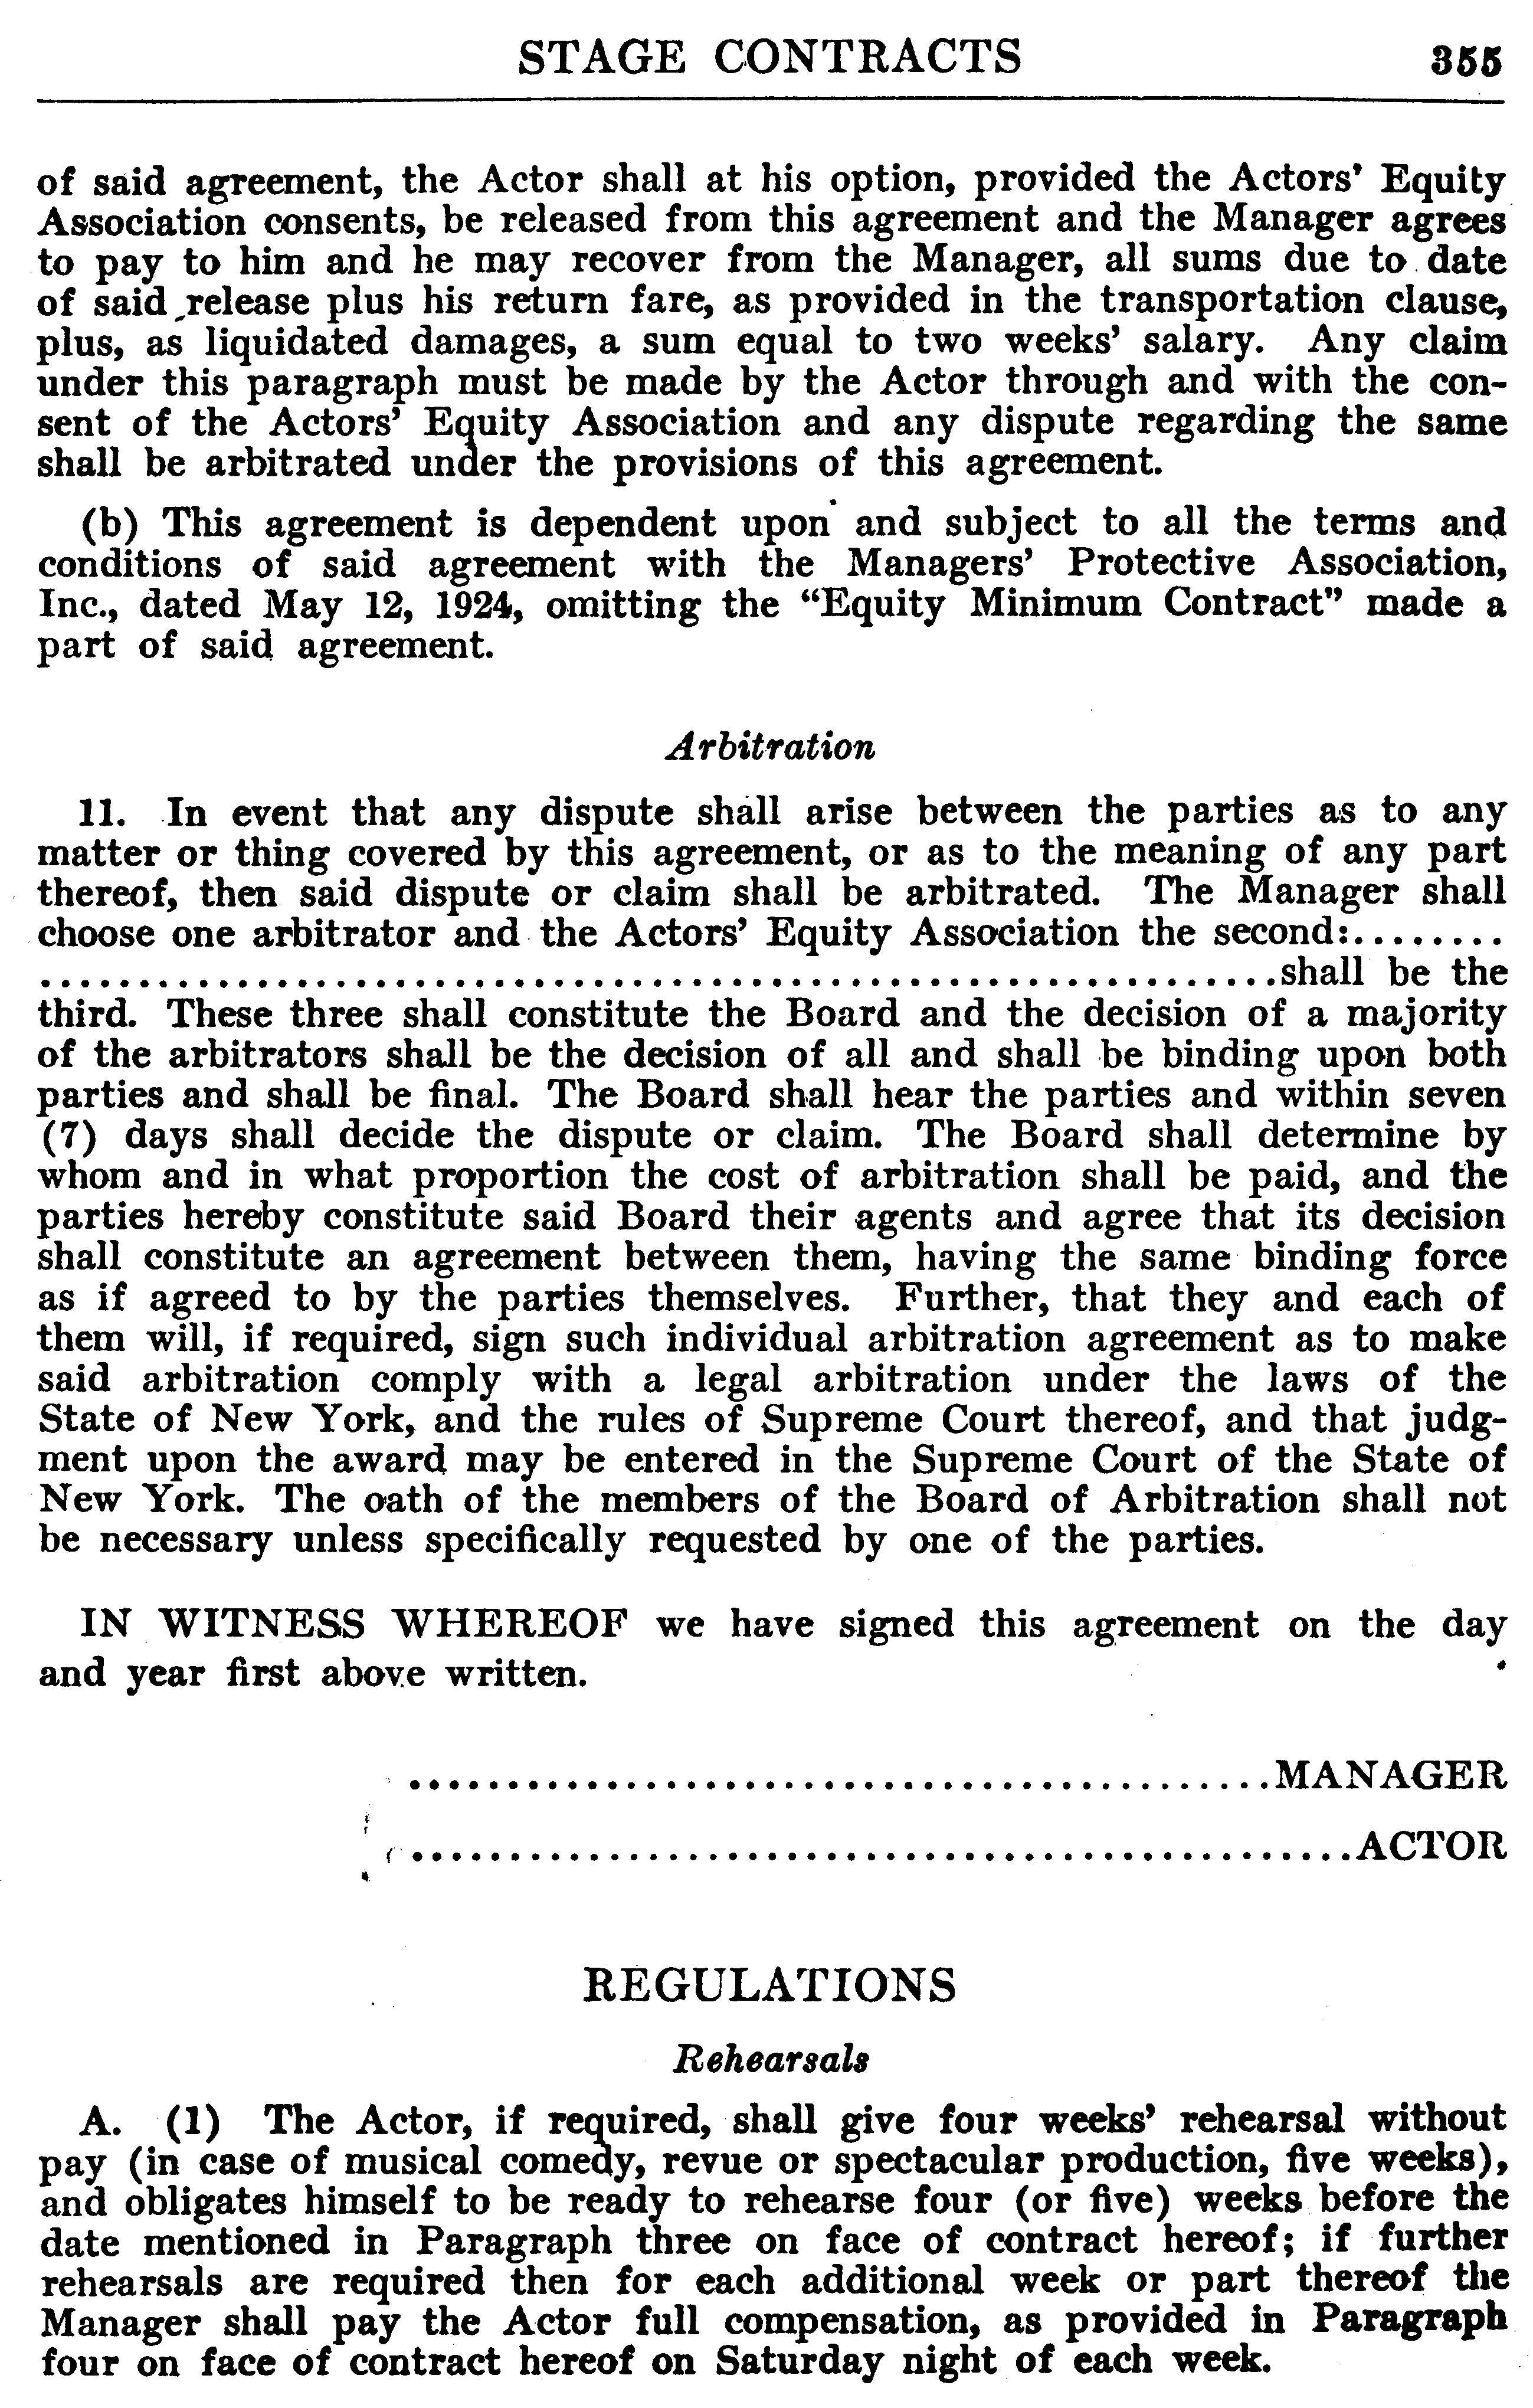 STAGE CONTRACTS 355
of said agreement, the Actor shall at his option, provided the Actors' Equity
Association consents, be released from this agreement and the Manager agrees
to pay to him and he may recover from the Manager, all sums due to date
of said release plus his return fare, as provided in the transportation clause,
plus, as liquidated damages, a sum equal to two weeks' salary. Any claim
under this paragraph must be made by the Actor through and with the con-
sent of the Actors' Equity Association and any dispute regarding the same
shall be arbitrated under the provisions of this agreement.
(b) This agreement is dependent upon and subject to all the terms and
conditions of said agreement with the Managers' Protective Association,
Inc., dated May 12, 1924, omitting the "Equity Minimum Contract" made a
part of said agreement.
Arbitration
11. In event that any dispute shall arise between the parties as to any
matter or thing covered by this agreement, or as to the meaning of any part
thereof, then said dispute or claim shall be arbitrated. The Manager shall
choose one arbitrator and the Actors' Equity Association the second:........
..............................................................shall be the
third. These three shall constitute the Board and the decision of a majority
of the arbitrators shall be the decision of all and shall be binding upon both
parties and shall be final. The Board shall hear the parties and within seven
(7) days shall decide the dispute or claim. The Board shall determine by
whom and in what proportion the cost of arbitration shall be paid, and the
parties hereby constitute said Board their agents and agree that its decision
shall constitute an agreement between them, having the same binding force
as if agreed to by the parties themselves. Further, that they and each of
them will, if required, sign such individual arbitration agreement as to make
said arbitration comply with a legal arbitration under the laws of the
State of New York, and the rules of Supreme Court thereof, and that judg-
ment upon the award may be entered in the Supreme Court of the State of
New York. The oath of the members of the Board of Arbitration shall not
be necessary unless specifically requested by one of the parties.
IN WITNESS WHEREOF we have signed this agreement on the day
and year first above written.
............................................MANAGER
................................................ACTOR
REGULATIONS
Rehearsals
A. (1) The Actor, if required, shall give four weeks' rehearsal without
pay (in case of musical comedy, revue or spectacular production, five weeks),
and obligates himself to be ready to rehearse four (or five) weeks before the
date mentioned in Paragraph three on face of contract hereof; if further
rehearsals are required then for each additional week or part thereof the
Manager shall pay the Actor full compensation, as provided in Paragraph
four on face of contract hereof on Saturday night of each week.